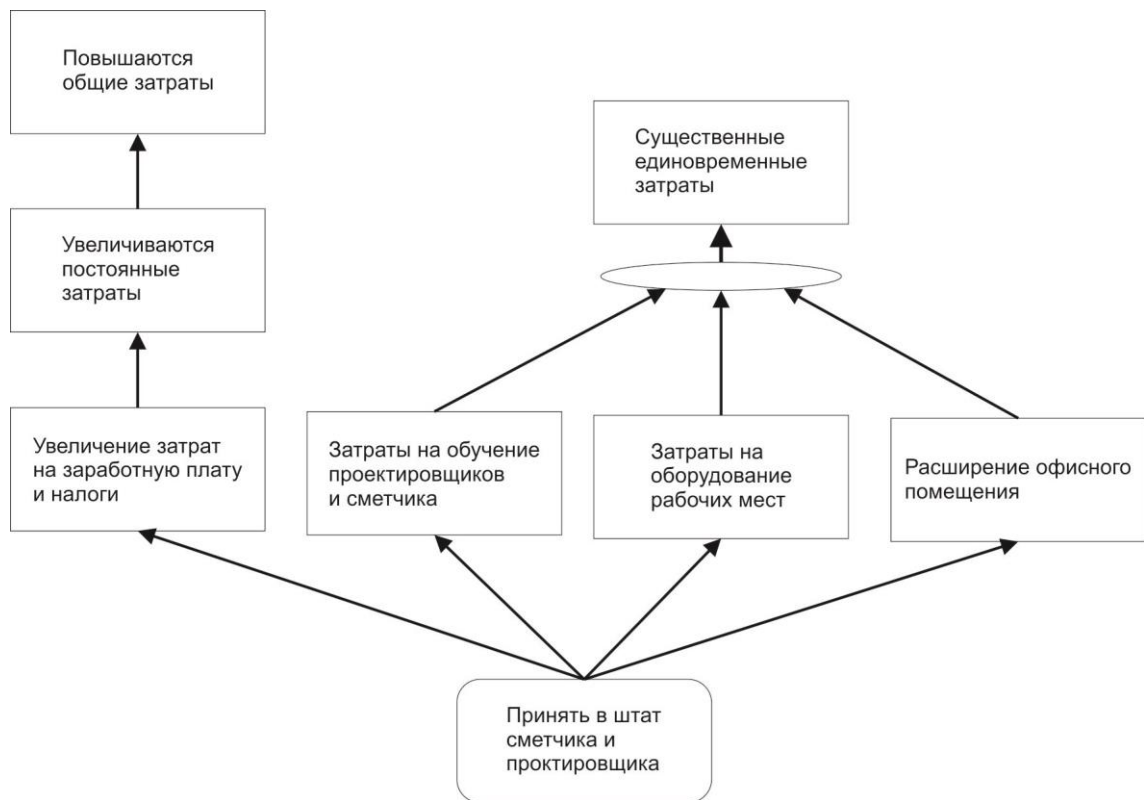 Повышаются
общие затраты
Существенные
единовременные
затраты
Увеличиваются
постоянные
затраты
Увеличение затрат
на заработную плату
и налоги
Затраты на обучение
проектировщиков
и сметчика
Затраты на
оборудование
рабочих мест
Расширение офисного
помещения
Принять в штат
сметчика и
проктировщика